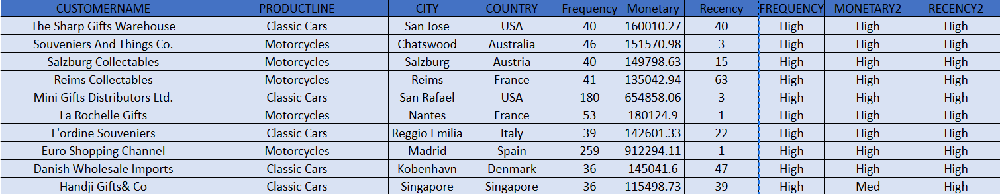 CUSTOMERNAME PRODUCTLINE CITY COUNTRY Frequency Monetary Recency FREQUENCY MONETARY2 RECENCY2
The Sharp Gifts Warehouse Classic Cars San Jose USA 40 160010.27 40 High High High
Souveniers And Things Co. Motorcycles Chatswood Australia 46 151570.98 3 High High High
Salzburg Collectables Motorcycles Salzburg Austria 40 149798.63 15 High High High
Reims Collectables Motorcycles Reims France 41 135042.94 63 High High High
Mini Gifts Distributors Ltd. Classic Cars San Rafael USA 180 654858.06 3 High High High
La Rochelle Gifts Motorcycles Nantes France 53 180124.9 1 High High High
L'ordine Souveniers Classic Cars Reggio Emilia Italy 39 142601.33 22 High High High
Euro Shopping Channel Motorcycles Madrid Spain 259 912294.11 1 High High High
Danish Wholesale Imports Classic Cars Kobenhavn Denmark 36 145041.6 47 High High High
Handji Gifts& Co Classic Cars Singapore Singapore 36 115498.73 39 High Med High